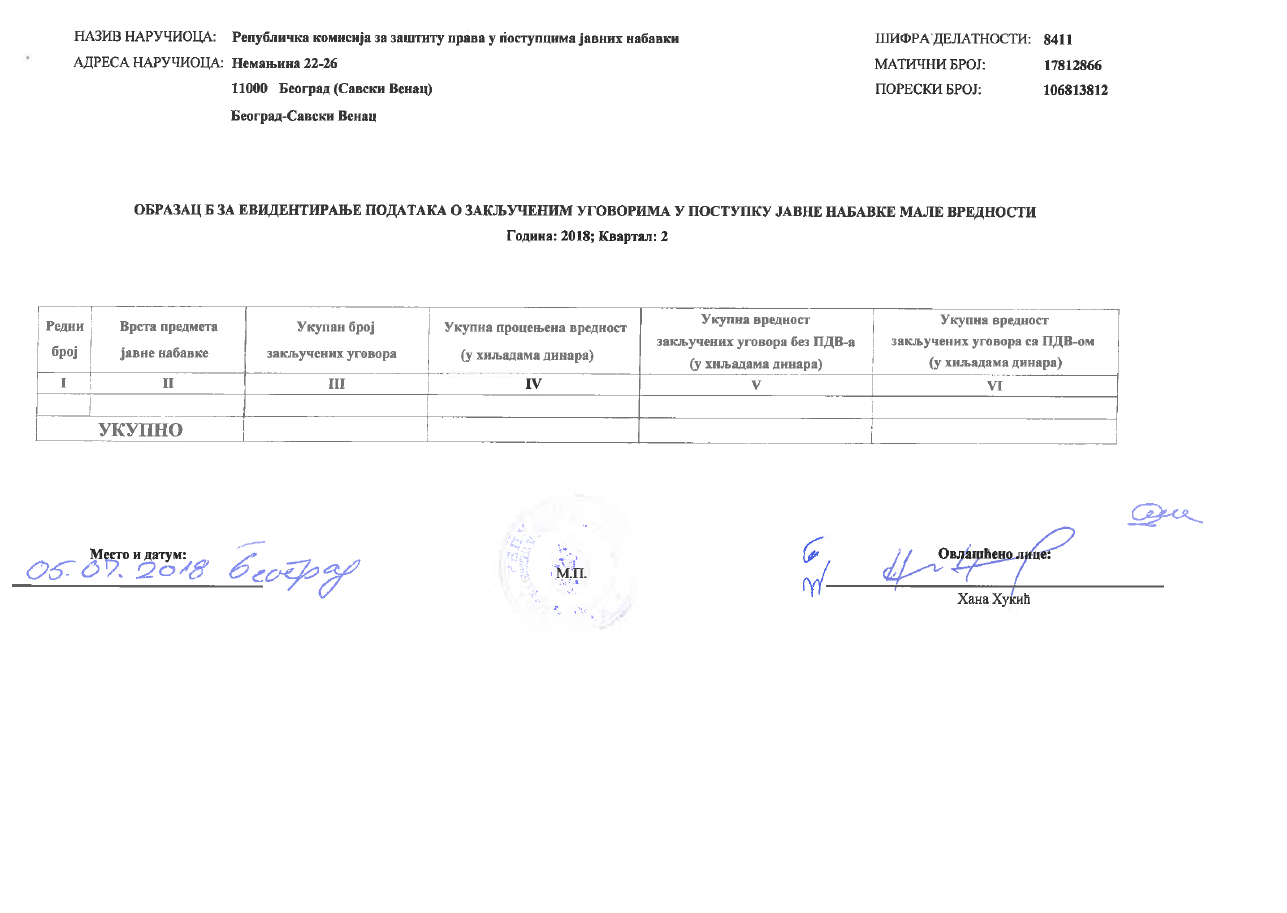 НАЗИВ НАРУЧИОЦА: Републичка комисија за заштиту права у поступцима јавних набавки
АДРЕСА НАРУЧИОЦА: Немањина 22-26
11000 Београд (Савски Венац)
Београд-Савски Венац
ШИФРА ДЕЛАТНОСТИ: 8411
МАТИЧНИ БРОЈ: 17812866
ПОРЕСКИ БРОЈ: 106813812
ОБРАЗАЦ Б ЗА ЕВИДЕНТИРАЊЕ ПОДАТАКА О ЗАКЉУЧЕНИМ УГОВОРИМА У ПОСТУПКУ ЈАВНЕ НАБАВКЕ МАЛЕ ВРЕДНОСТИ
Година: 2018; Квартал: 2
Редни
број
Врста предмета
јавне набавке
Укупан број
закључених уговора
Укупна процењена вредност
(у хиљадама динара)
Укупна вредност
закључених уговора без ПДВ-а
(у хиљадама динара)
Укупна вредност
закључених уговора са ПДВ-ом
(у хиљадама динара)
I II III IV V VI
УКУПНО
Место и датум:
05.07.2018 Београд
М.П.
Овлашћено лице:
Хана Хукић